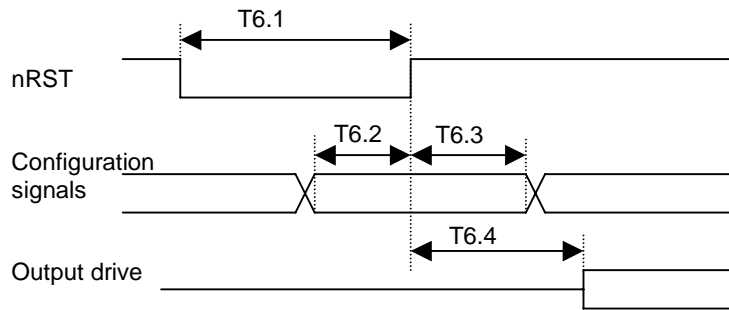 T6.1
nRST
T6.2
T6.3
Configuration
signals
T6.4
Output drive